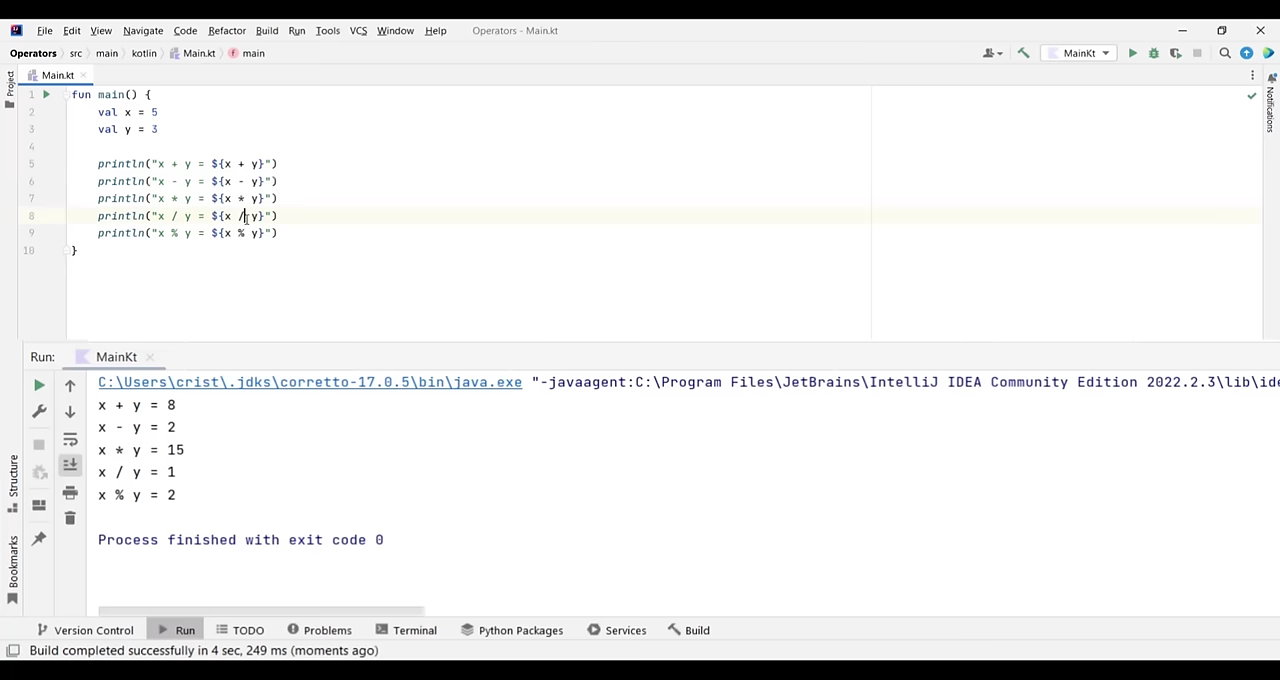 File Edit View Navigate Code Refactor Build Run Tools VCS Window Help Operators - Main.kt
Operators src main kotlin Main.kt f main MainKt
Project
Main.kt
Notifications
1 fun main() {
2 val x = 5
3 val y = 3
4
5 println("x + y = ${x + y}")
6 println("x - y = ${x - y}")
7 println("x * y = ${x * y}")
8 println("x / y = ${x / y}")
9 println("x % y = ${x % y}")
10 }
Run: MainKt
C:\Users\crist\.jdks\corretto-17.0.5\bin\java.exe "-javaagent:C:\Program Files\JetBrains\IntelliJ IDEA Community Edition 2022.2.3\lib\ide
x + y = 8
x - y = 2
x * y = 15
x / y = 1
x % y = 2
Process finished with exit code 0
Structure
Bookmarks
Version Control Run TODO Problems Terminal Python Packages Services Build
Build completed successfully in 4 sec, 249 ms (moments ago)